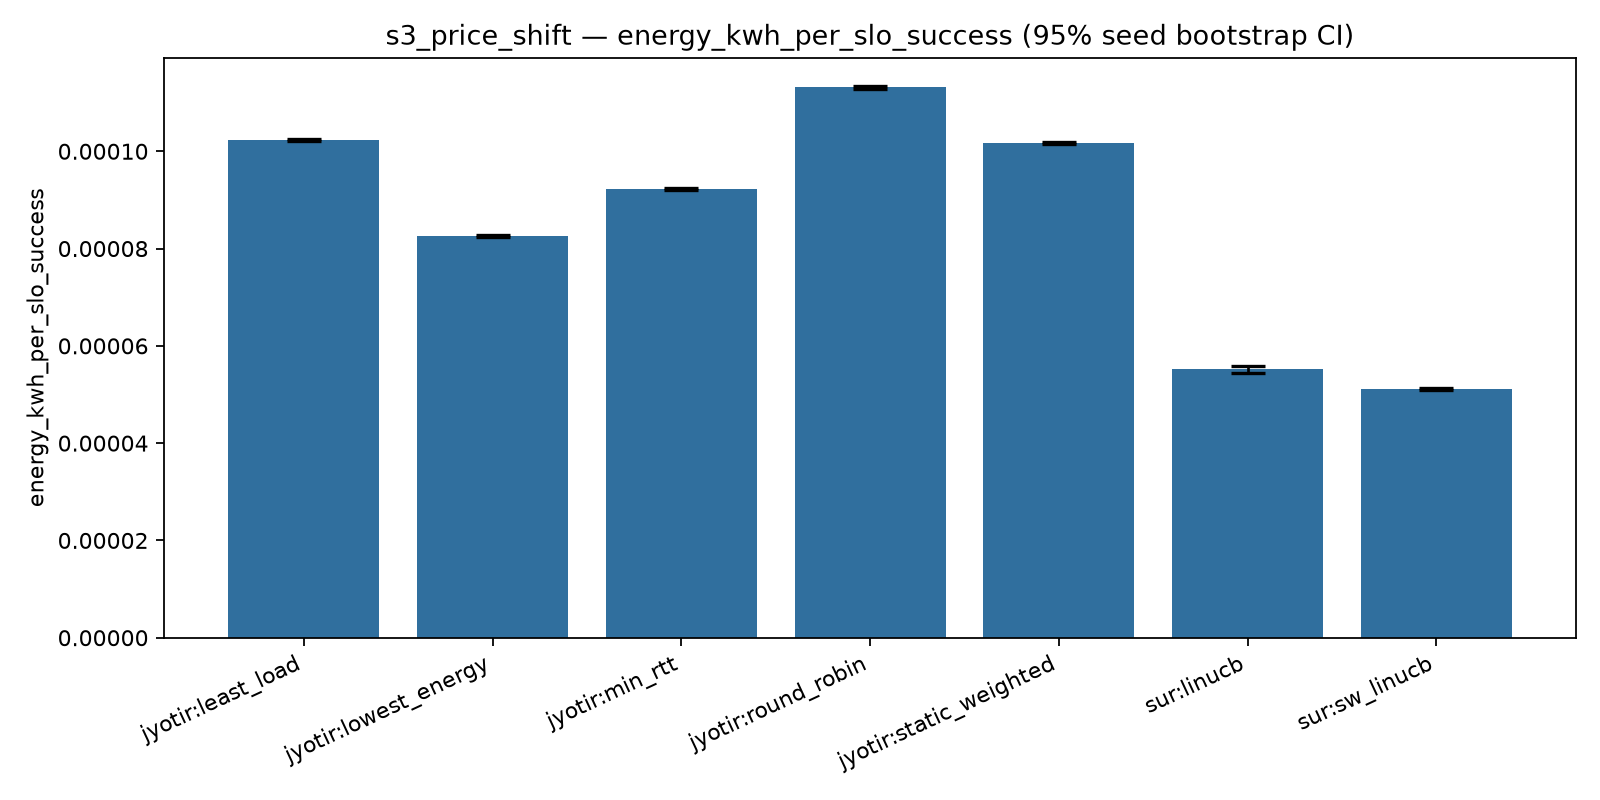 s3_price_shift — energy_kwh_per_slo_success (95% seed bootstrap CI)
energy_kwh_per_slo_success
0.00010
0.00008
0.00006
0.00004
0.00002
0.00000
jyotir:least_load
jyotir:lowest_energy
jyotir:min_rtt
jyotir:round_robin
jyotir:static_weighted
sur:linucb
sur:sw_linucb